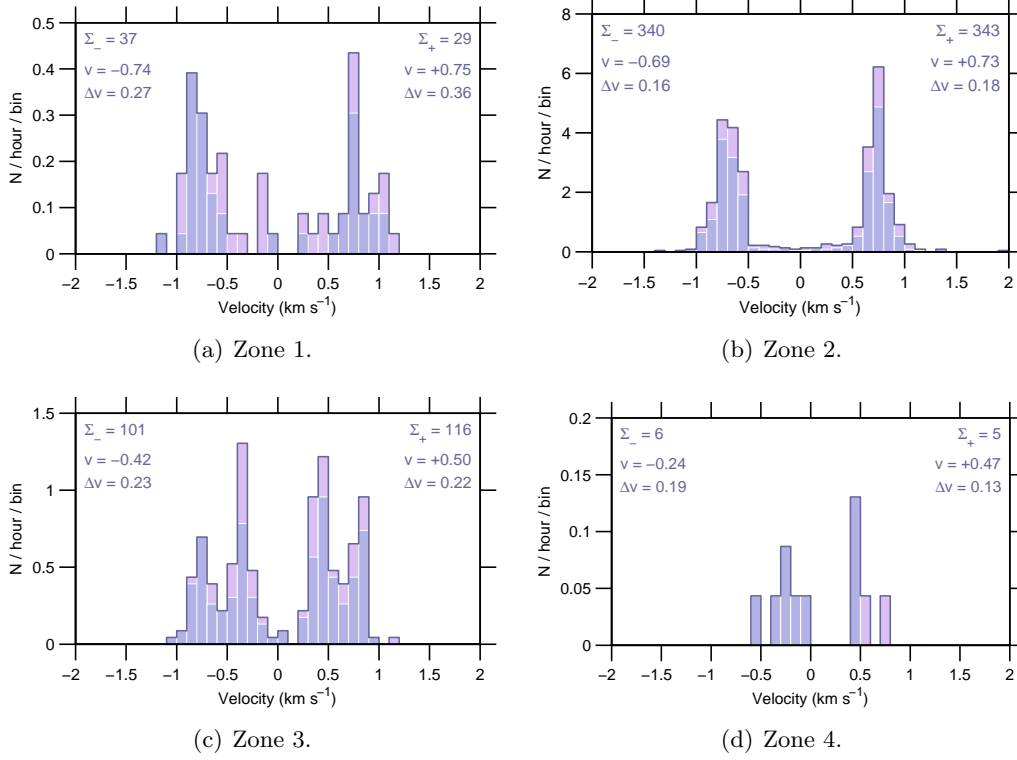 0.5
0.4
0.3
0.2
0.1
0
N / hour / bin
Σ₋ = 37
v = −0.74
Δv = 0.27
Σ₊ = 29
v = +0.75
Δv = 0.36
−2 −1.5 −1 −0.5 0 0.5 1 1.5 2
Velocity (km s⁻¹)
(a) Zone 1.
8
6
4
2
0
N / hour / bin
Σ₋ = 340
v = −0.69
Δv = 0.16
Σ₊ = 343
v = +0.73
Δv = 0.18
−2 −1.5 −1 −0.5 0 0.5 1 1.5 2
Velocity (km s⁻¹)
(b) Zone 2.
1.5
1
0.5
0
N / hour / bin
Σ₋ = 101
v = −0.42
Δv = 0.23
Σ₊ = 116
v = +0.50
Δv = 0.22
−2 −1.5 −1 −0.5 0 0.5 1 1.5 2
Velocity (km s⁻¹)
(c) Zone 3.
0.2
0.15
0.1
0.05
0
N / hour / bin
Σ₋ = 6
v = −0.24
Δv = 0.19
Σ₊ = 5
v = +0.47
Δv = 0.13
−2 −1.5 −1 −0.5 0 0.5 1 1.5 2
Velocity (km s⁻¹)
(d) Zone 4.